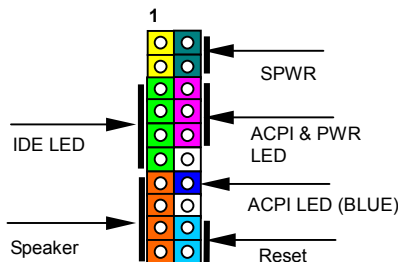 1
SPWR
IDE LED
ACPI & PWR
LED
ACPI LED (BLUE)
Speaker
Reset